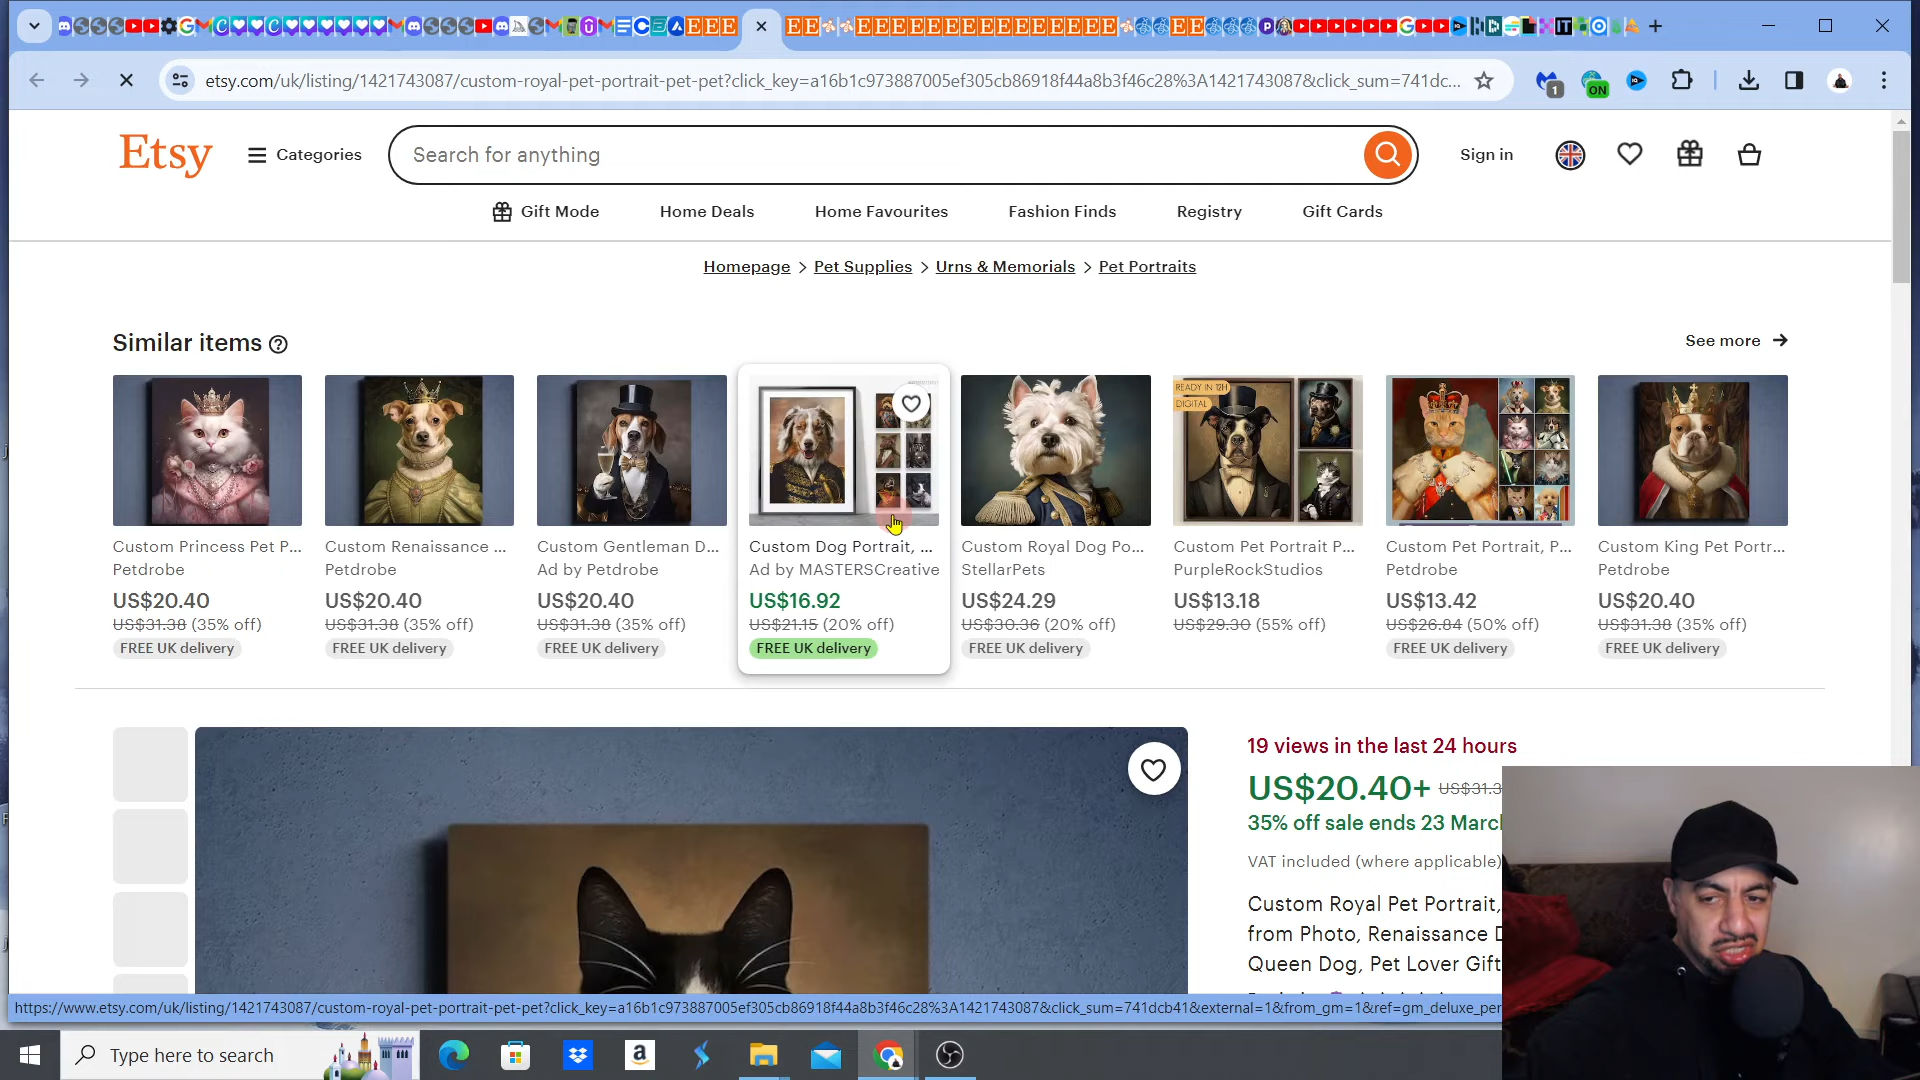 etsy.com/uk/listing/1421743087/custom-royal-pet-portrait-pet-pet?click_key=a16b1c973887005ef305cb86918f44a8b3f46c28%3A1421743087&click_sum=741dc...
1
ON
Etsy
Categories
Search for anything
Sign in
Gift Mode
Home Deals
Home Favourites
Fashion Finds
Registry
Gift Cards
Homepage > Pet Supplies > Urns & Memorials > Pet Portraits
Similar items
See more →
READY IN 12H
DIGITAL
Custom Princess Pet P...
Petdrobe
US$20.40
US$31.38 (35% off)
FREE UK delivery
Custom Renaissance ...
Petdrobe
US$20.40
US$31.38 (35% off)
FREE UK delivery
Custom Gentleman D...
Ad by Petdrobe
US$20.40
US$31.38 (35% off)
FREE UK delivery
Custom Dog Portrait, ...
Ad by MASTERSCreative
US$16.92
US$21.15 (20% off)
FREE UK delivery
Custom Royal Dog Po...
StellarPets
US$24.29
US$30.36 (20% off)
FREE UK delivery
Custom Pet Portrait P...
PurpleRockStudios
US$13.18
US$29.30 (55% off)
Custom Pet Portrait, P...
Petdrobe
US$13.42
US$26.84 (50% off)
FREE UK delivery
Custom King Pet Portr...
Petdrobe
US$20.40
US$31.38 (35% off)
FREE UK delivery
19 views in the last 24 hours
US$20.40+ US$31.3
35% off sale ends 23 March
VAT included (where applicable)
Custom Royal Pet Portrait,
from Photo, Renaissance D
Queen Dog, Pet Lover Gift
https://www.etsy.com/uk/listing/1421743087/custom-royal-pet-portrait-pet-pet?click_key=a16b1c973887005ef305cb86918f44a8b3f46c28%3A1421743087&click_sum=741dcb41&external=1&from_gm=1&ref=gm_deluxe_per
Type here to search